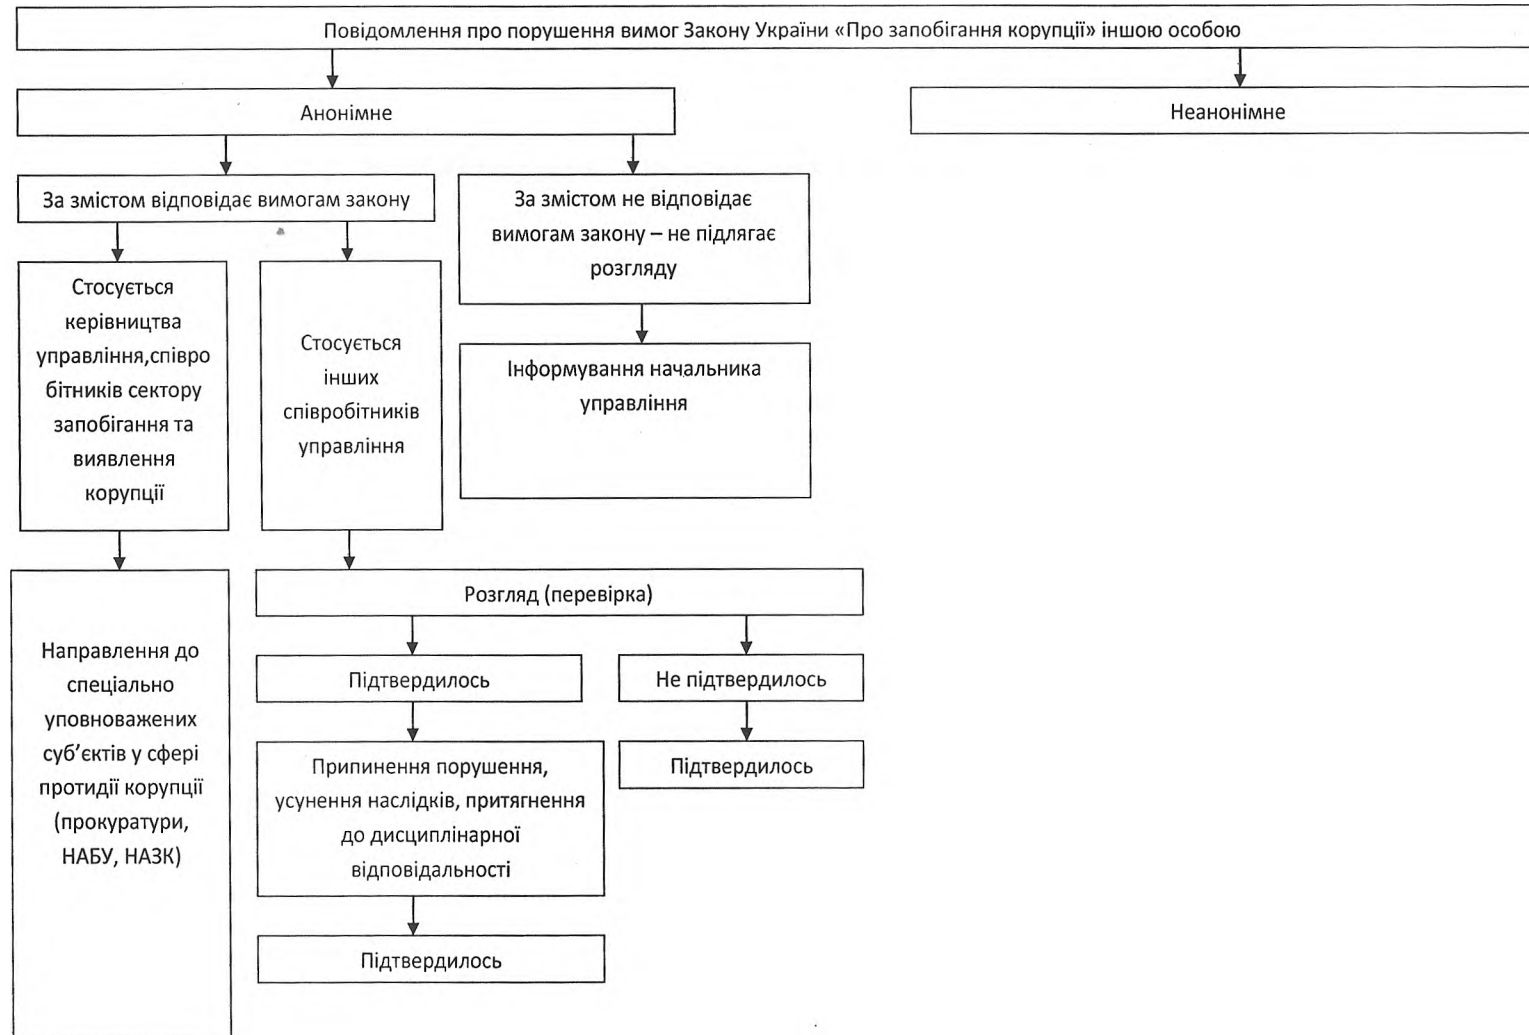 Повідомлення про порушення вимог Закону України «Про запобігання корупції» іншою особою
Анонімне
Неанонімне
За змістом відповідає вимогам закону
За змістом не відповідає
вимогам закону – не підлягає
розгляду
Стосується
керівництва
управління,співро
бітників сектору
запобігання та
виявлення
корупції
Стосується
інших
співробітників
управління
Інформування начальника
управління
Направлення до
спеціально
уповноважених
суб’єктів у сфері
протидії корупції
(прокуратури,
НАБУ, НАЗК)
Розгляд (перевірка)
Підтвердилось
Не підтвердилось
Припинення порушення,
усунення наслідків, притягнення
до дисциплінарної
відповідальності
Підтвердилось
Підтвердилось